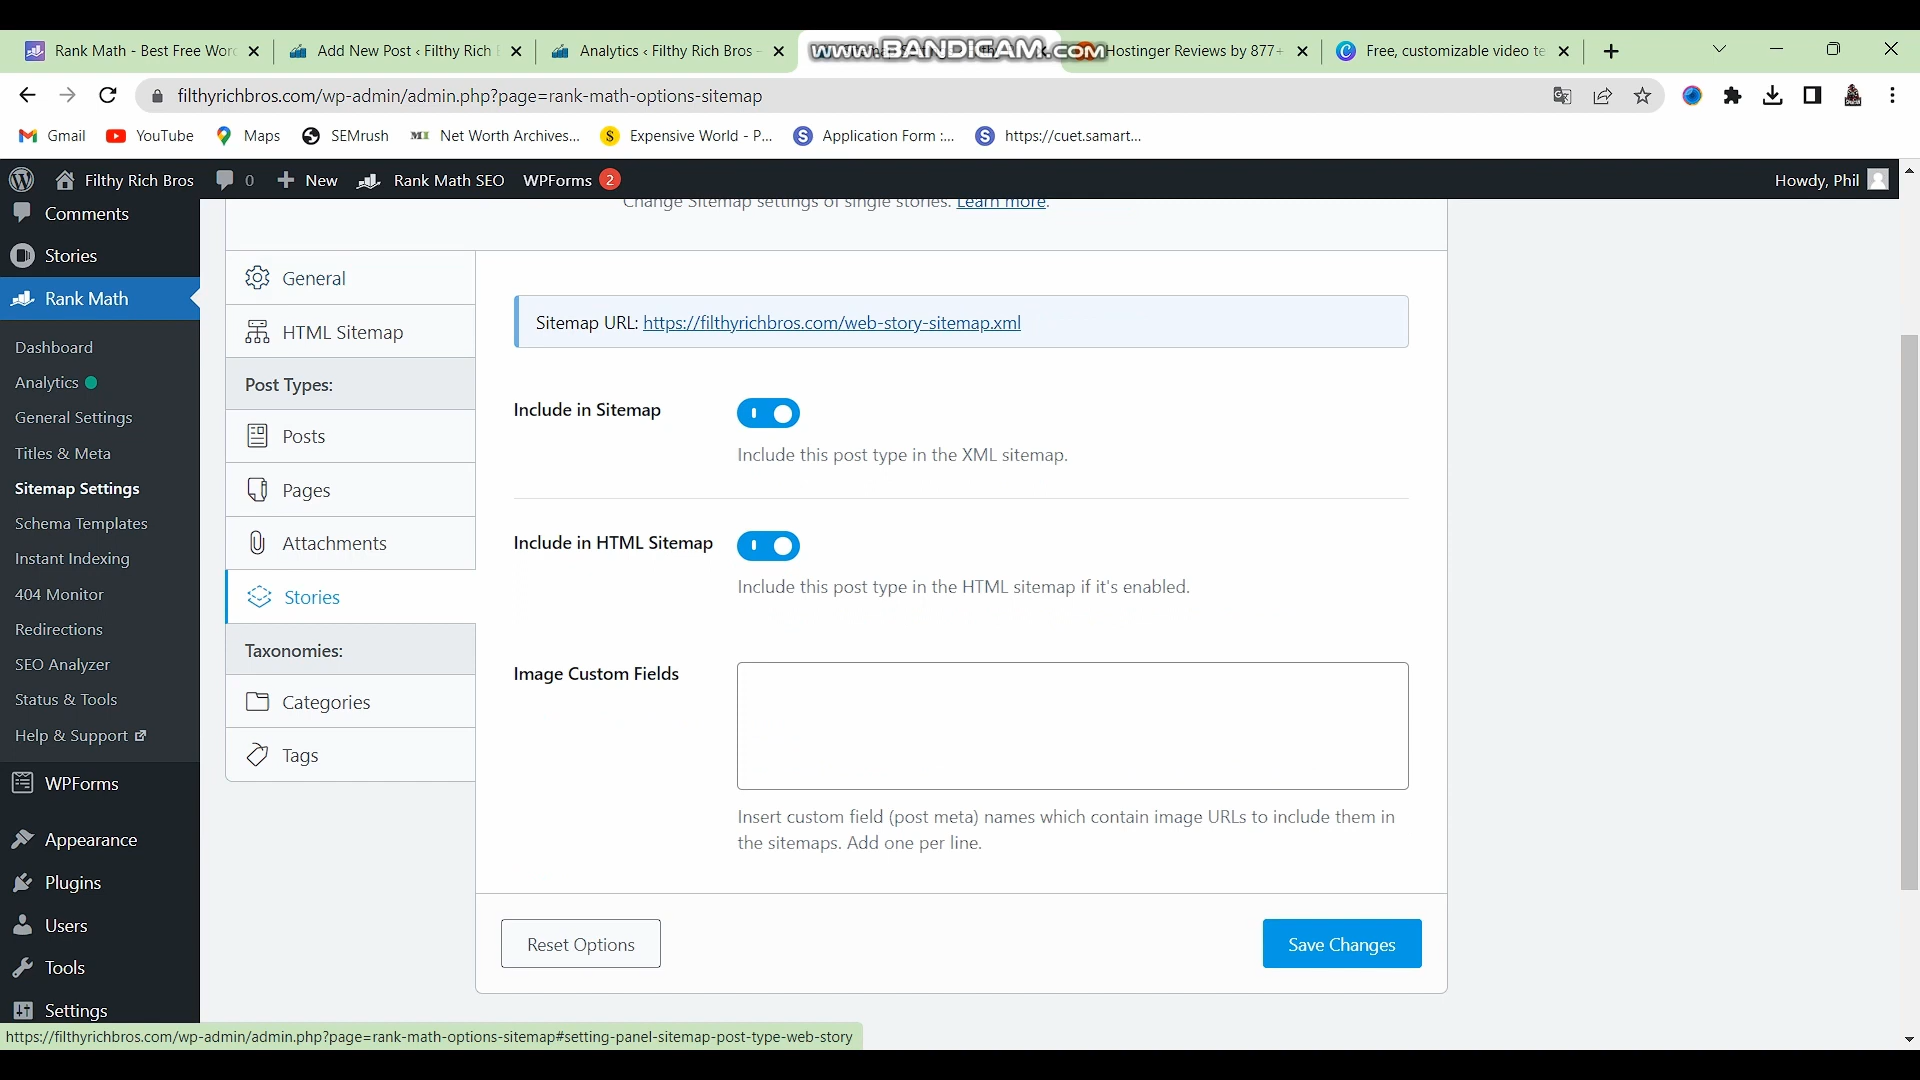 Rank Math - Best Free Wor
Add New Post ‹ Filthy Rich
Analytics ‹ Filthy Rich Bros -
www.BANDICAM.com
Hostinger Reviews by 877+
Free, customizable video te
filthyrichbros.com/wp-admin/admin.php?page=rank-math-options-sitemap
Gmail
YouTube
Maps
SEMrush
Net Worth Archives...
Expensive World - P...
Application Form :...
https://cuet.samart...
Filthy Rich Bros
0
New
Rank Math SEO
WPForms 2
Howdy, Phil
Comments
Stories
Rank Math
Dashboard
Analytics
General Settings
Titles & Meta
Sitemap Settings
Schema Templates
Instant Indexing
404 Monitor
Redirections
SEO Analyzer
Status & Tools
Help & Support
WPForms
Appearance
Plugins
Users
Tools
Settings
Change Sitemap settings of single stories. Learn more.
General
HTML Sitemap
Post Types:
Posts
Pages
Attachments
Stories
Taxonomies:
Categories
Tags
Sitemap URL: https://filthyrichbros.com/web-story-sitemap.xml
Include in Sitemap
Include this post type in the XML sitemap.
Include in HTML Sitemap
Include this post type in the HTML sitemap if it's enabled.
Image Custom Fields
Insert custom field (post meta) names which contain image URLs to include them in
the sitemaps. Add one per line.
Reset Options
Save Changes
https://filthyrichbros.com/wp-admin/admin.php?page=rank-math-options-sitemap#setting-panel-sitemap-post-type-web-story